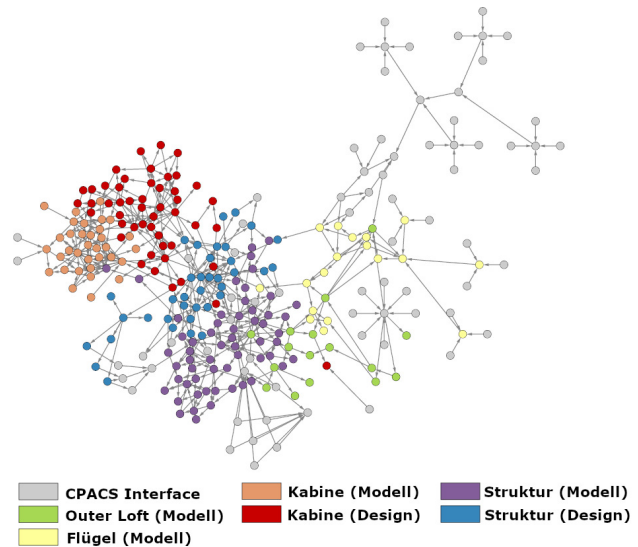 CPACS Interface Kabine (Modell) Struktur (Modell)
Outer Loft (Modell) Kabine (Design) Struktur (Design)
Flügel (Modell)